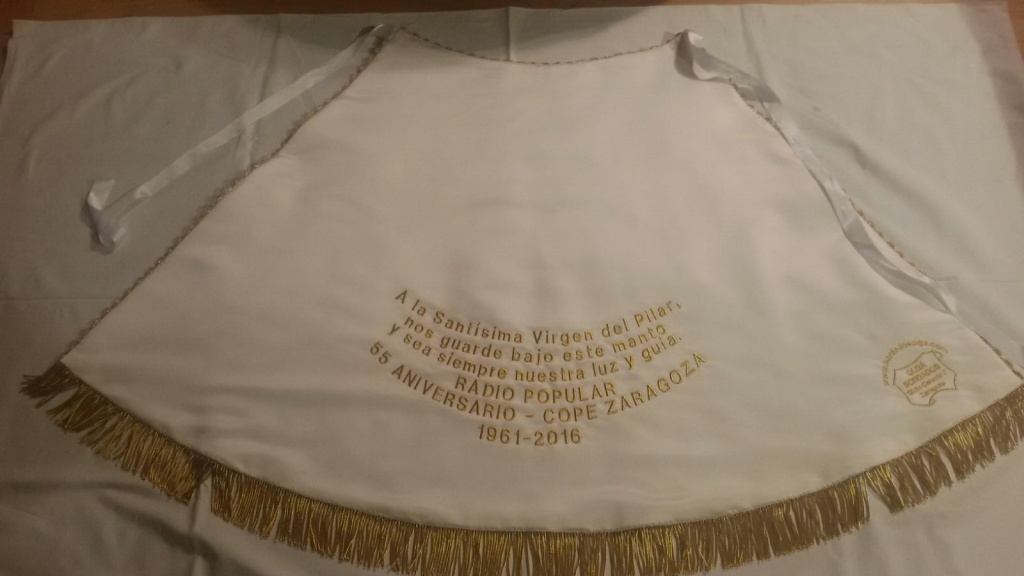 A la Santísima Virgen del Pilar,
nos guarde bajo este manto
y sea siempre nuestra luz y guía.
RADIO POPULAR
55 ANIVERSARIO - COPE ZARAGOZA
1961-2016
BORDADOS